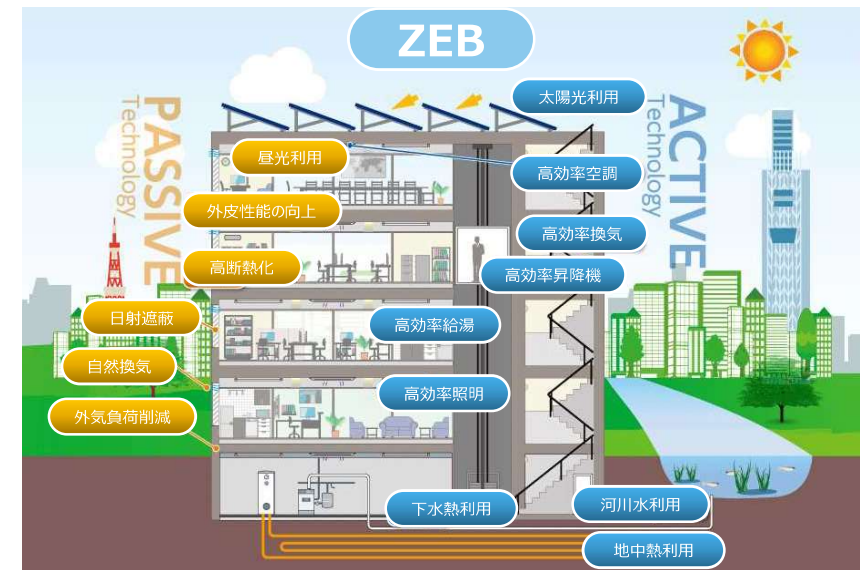 ZEB
PASSIVE
Technology
ACTIVE
Technology
太陽光利用
昼光利用
高効率空調
外皮性能の向上
高効率換気
高断熱化
高効率昇降機
日射遮蔽
高効率給湯
自然換気
高効率照明
外気負荷削減
下水熱利用
河川水利用
地中熱利用